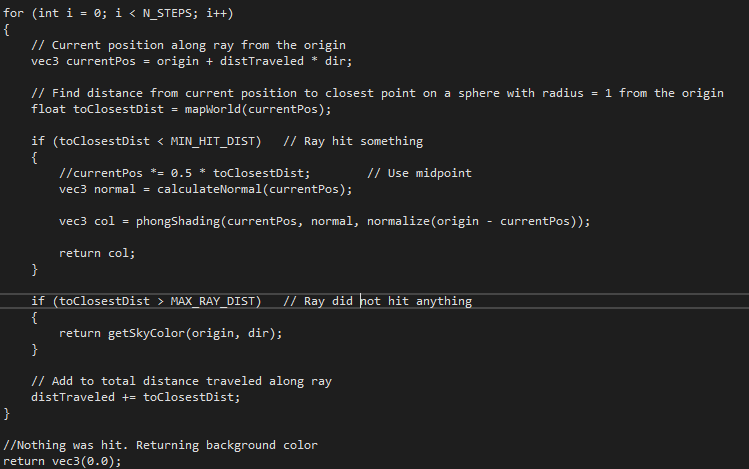 for (int i = 0; i < N_STEPS; i++)
{
    // Current position along ray from the origin
    vec3 currentPos = origin + distTraveled * dir;

    // Find distance from current position to closest point on a sphere with radius = 1 from the origin
    float toClosestDist = mapWorld(currentPos);

    if (toClosestDist < MIN_HIT_DIST)   // Ray hit something
    {
        //currentPos *= 0.5 * toClosestDist;        // Use midpoint
        vec3 normal = calculateNormal(currentPos);

        vec3 col = phongShading(currentPos, normal, normalize(origin - currentPos));

        return col;
    }

    if (toClosestDist > MAX_RAY_DIST)   // Ray did not hit anything
    {
        return getSkyColor(origin, dir);
    }

    // Add to total distance traveled along ray
    distTraveled += toClosestDist;
}

//Nothing was hit. Returning background color
return vec3(0.0);